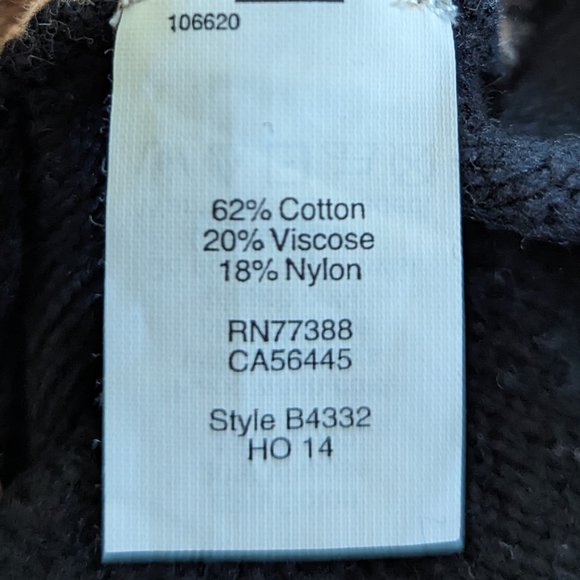 106620
62% Cotton
20% Viscose
18% Nylon
RN77388
CA56445
Style B4332
HO 14